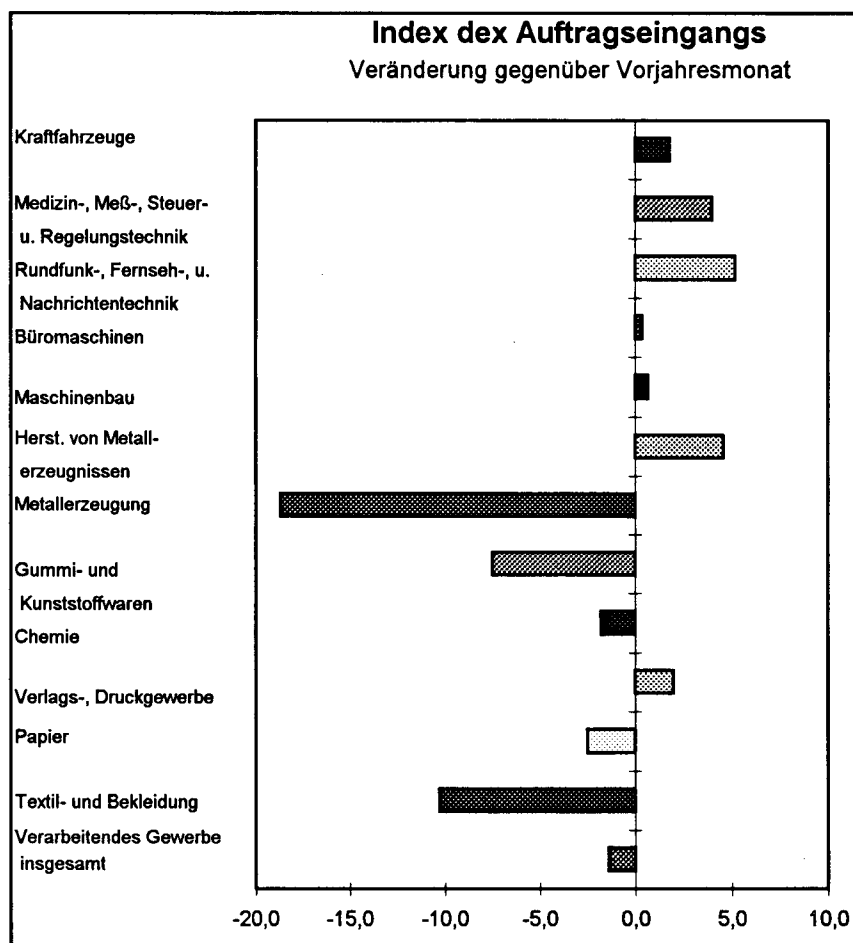 Index dex Auftragseingangs
Veränderung gegenüber Vorjahresmonat
Kraftfahrzeuge
Medizin-, Meß-, Steuer-
u. Regelungstechnik
Rundfunk-, Fernseh-, u.
Nachrichtentechnik
Büromaschinen
Maschinenbau
Herst. von Metall-
erzeugnissen
Metallerzeugung
Gummi- und
Kunststoffwaren
Chemie
Verlags-, Druckgewerbe
Papier
Textil- und Bekleidung
Verarbeitendes Gewerbe
insgesamt
-20,0 -15,0 -10,0 -5,0 0,0 5,0 10,0